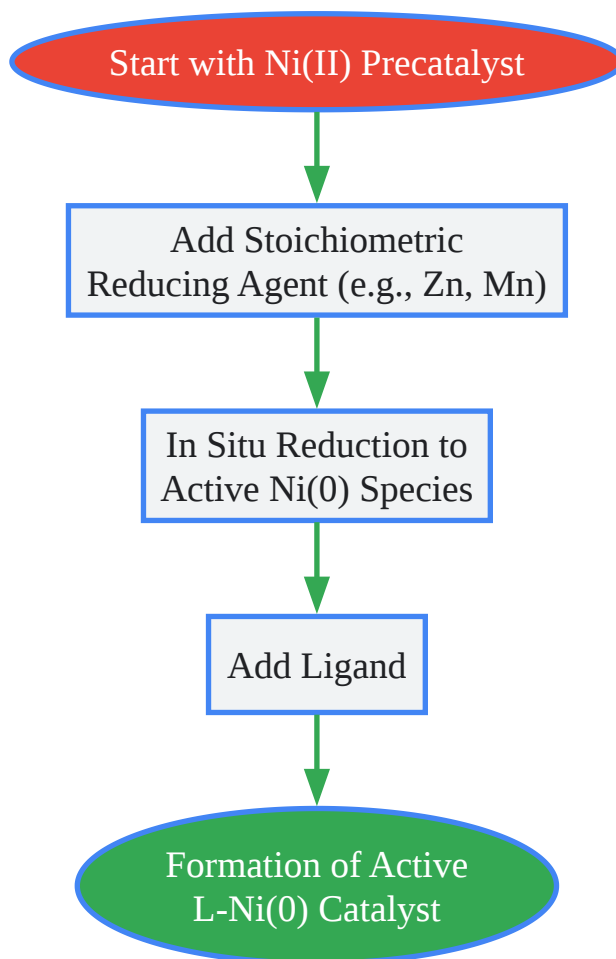 Start with Ni(II) Precatalyst
Add Stoichiometric
Reducing Agent (e.g., Zn, Mn)
In Situ Reduction to
Active Ni(0) Species
Add Ligand
Formation of Active
L-Ni(0) Catalyst